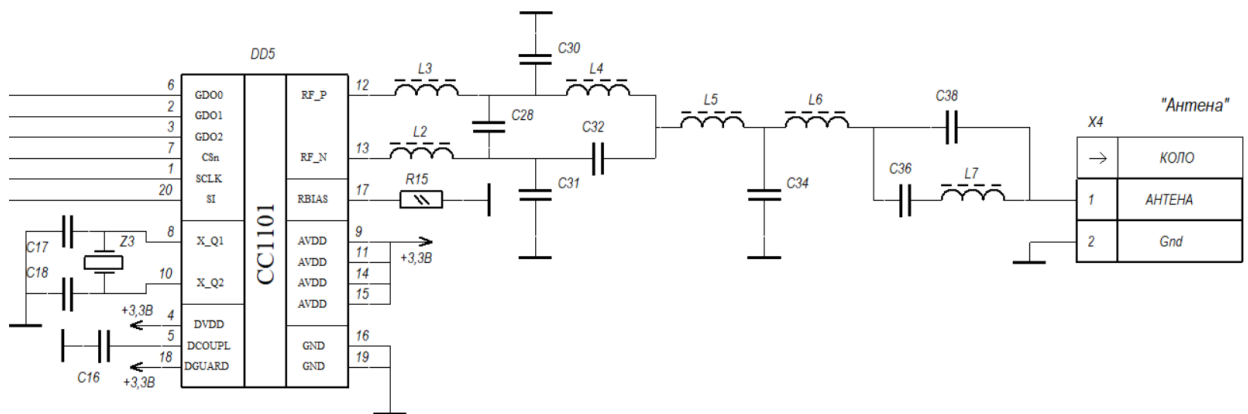 DD5
CC1101
6 GDO0
2 GDO1
3 GDO2
7 CSn
1 SCLK
20 SI
8 X_Q1
10 X_Q2
4 DVDD
5 DCOUPL
18 DGUARD
RF_P 12
RF_N 13
RBIAS 17
AVDD 9
AVDD 11
AVDD 14
AVDD 15
GND 16
GND 19
C17
C18
Z3
+3,3В
C16
+3,3В
+3,3В
R15
L3
L2
C28
C30
C31
L4
C32
L5
C34
L6
C38
C36
L7
"Антена"
X4
→ КОЛО
1 АНТЕНА
2 Gnd